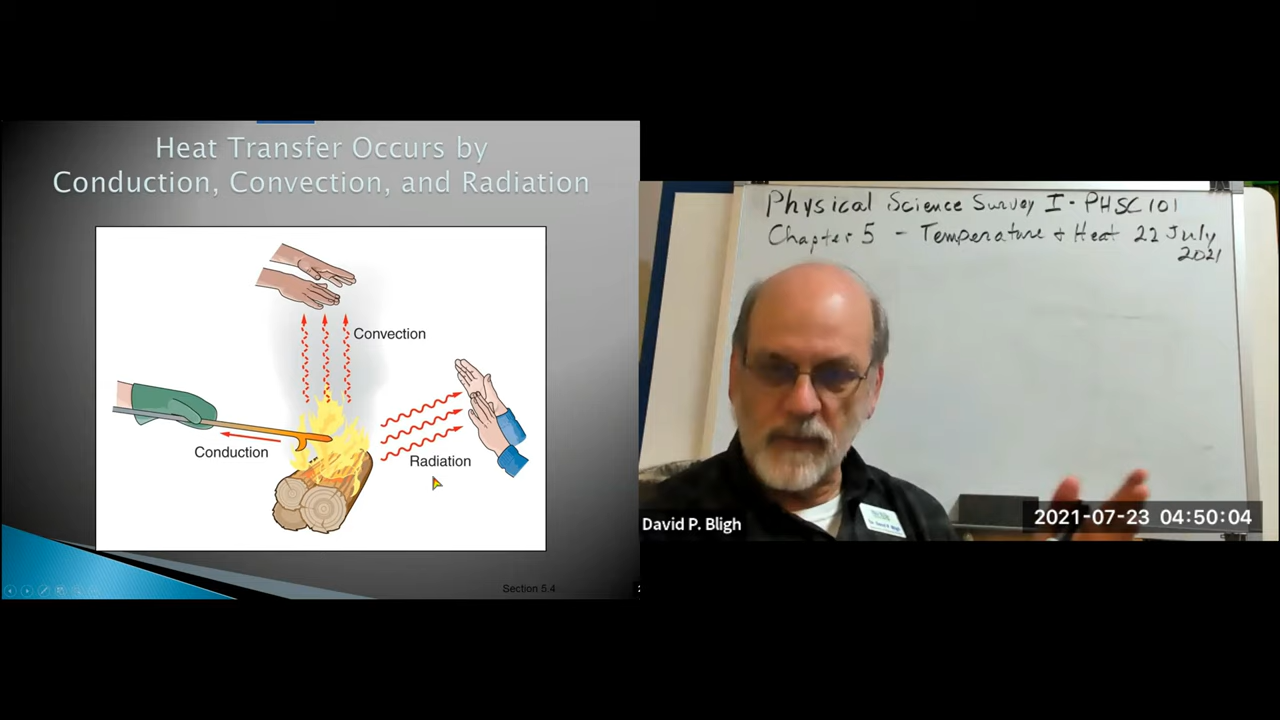 Heat Transfer Occurs by
Conduction, Convection, and Radiation
Convection
Conduction
Radiation
Section 5.4
Physical Science Survey I - PHSC 101
Chapter 5 - Temperature & Heat 22 July
2021
David P. Bligh
2021-07-23 04:50:04